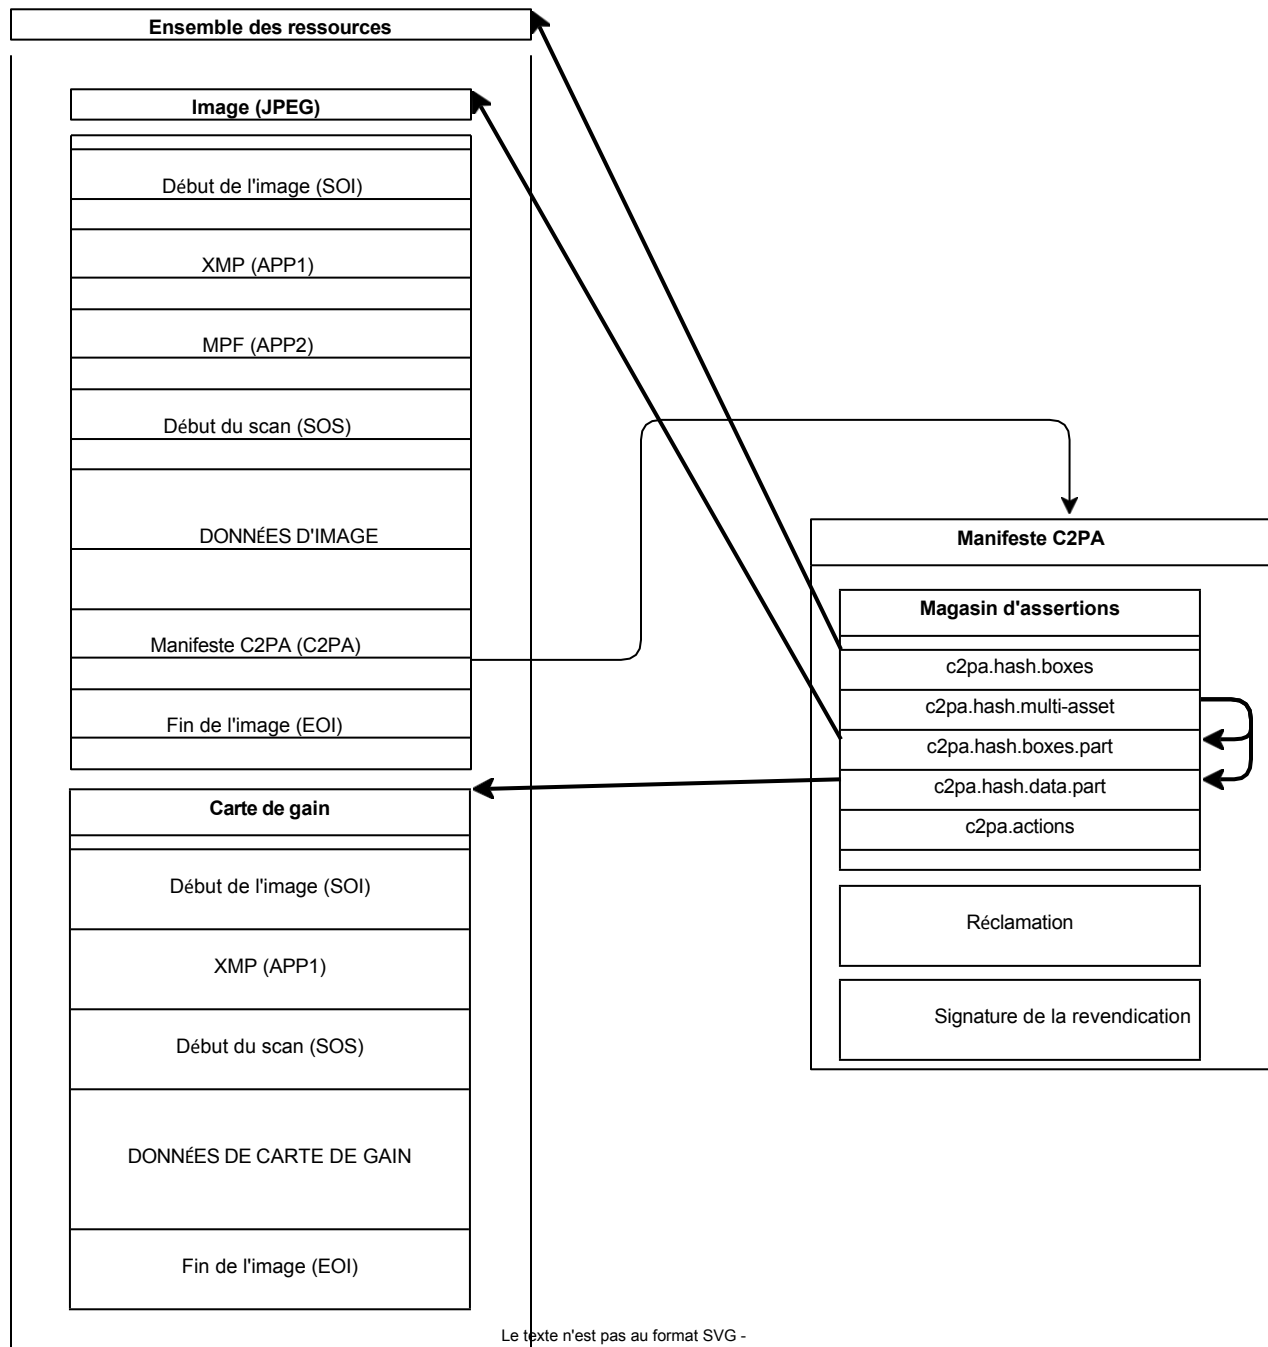 Ensemble des ressources
Image (JPEG)
Début de l'image (SOI)
XMP (APP1)
MPF (APP2)
Début du scan (SOS)
DONNÉES D'IMAGE
Manifeste C2PA (C2PA)
Fin de l'image (EOI)
Carte de gain
Début de l'image (SOI)
XMP (APP1)
Début du scan (SOS)
DONNÉES DE CARTE DE GAIN
Fin de l'image (EOI)
Manifeste C2PA
Magasin d'assertions
c2pa.hash.boxes
c2pa.hash.multi-asset
c2pa.hash.boxes.part
c2pa.hash.data.part
c2pa.actions
Réclamation
Signature de la revendication
Le texte n'est pas au format SVG -